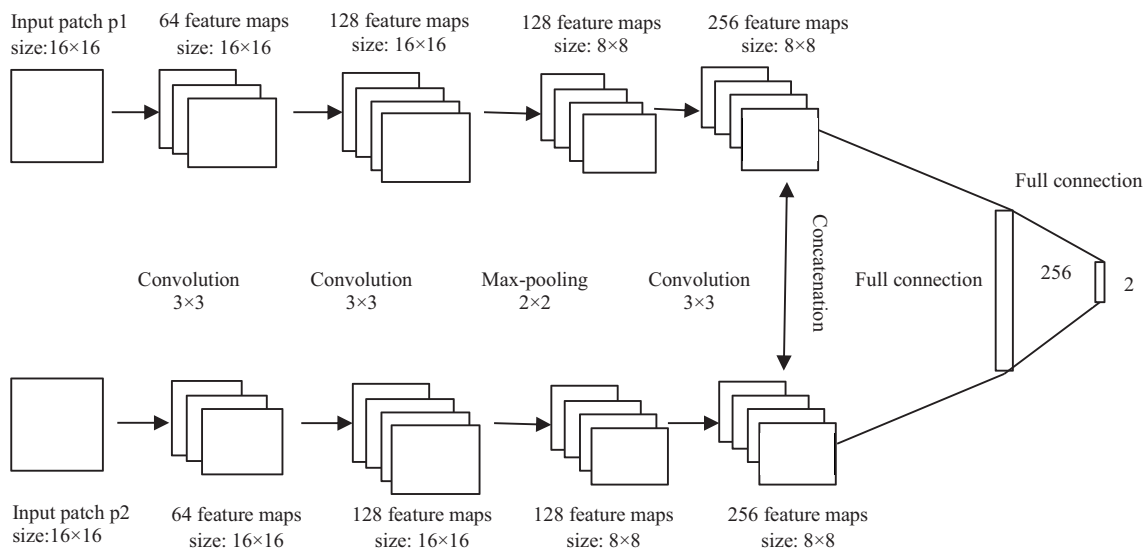 Input patch p1
size:16×16
64 feature maps
size: 16×16
128 feature maps
size: 16×16
128 feature maps
size: 8×8
256 feature maps
size: 8×8
Full connection
Convolution
3×3
Convolution
3×3
Max-pooling
2×2
Convolution
3×3
Concatenation
Full connection
256
2
Input patch p2
size:16×16
64 feature maps
size: 16×16
128 feature maps
size: 16×16
128 feature maps
size: 8×8
256 feature maps
size: 8×8